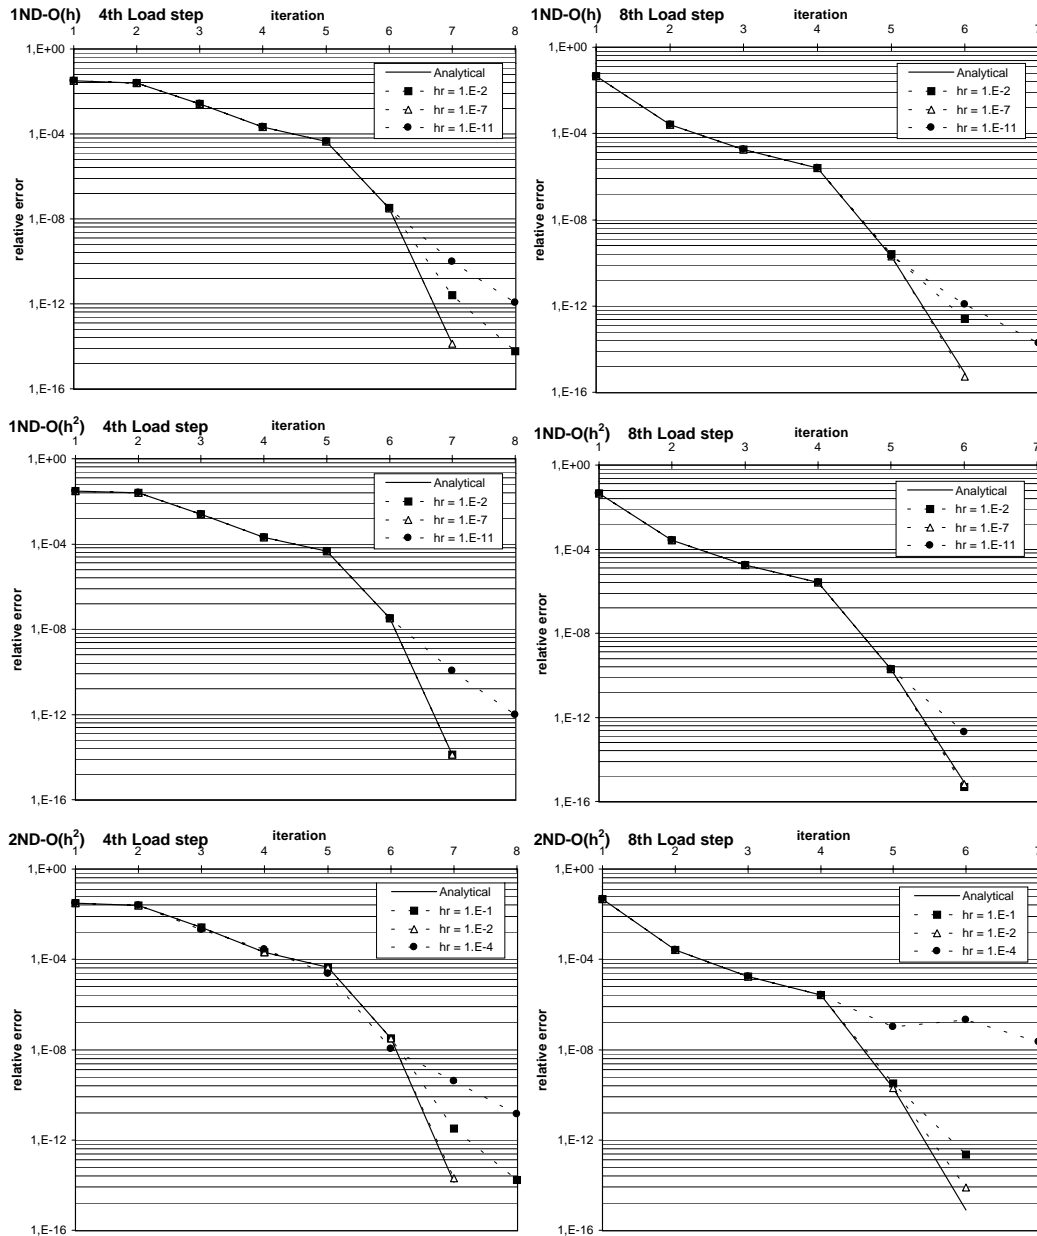 1ND-O(h) 4th Load step iteration
1 2 3 4 5 6 7 8
1,E+00
1,E-04
1,E-08
1,E-12
1,E-16
relative error
Analytical
hr = 1.E-2
hr = 1.E-7
hr = 1.E-11
1ND-O(h) 8th Load step iteration
1 2 3 4 5 6 7
1,E+00
1,E-04
1,E-08
1,E-12
1,E-16
relative error
Analytical
hr = 1.E-2
hr = 1.E-7
hr = 1.E-11
1ND-O(h²) 4th Load step iteration
1 2 3 4 5 6 7 8
1,E+00
1,E-04
1,E-08
1,E-12
1,E-16
relative error
Analytical
hr = 1.E-2
hr = 1.E-7
hr = 1.E-11
1ND-O(h²) 8th Load step iteration
1 2 3 4 5 6 7
1,E+00
1,E-04
1,E-08
1,E-12
1,E-16
relative error
Analytical
hr = 1.E-2
hr = 1.E-7
hr = 1.E-11
2ND-O(h²) 4th Load step iteration
1 2 3 4 5 6 7 8
1,E+00
1,E-04
1,E-08
1,E-12
1,E-16
relative error
Analytical
hr = 1.E-1
hr = 1.E-2
hr = 1.E-4
2ND-O(h²) 8th Load step iteration
1 2 3 4 5 6 7
1,E+00
1,E-04
1,E-08
1,E-12
1,E-16
relative error
Analytical
hr = 1.E-1
hr = 1.E-2
hr = 1.E-4